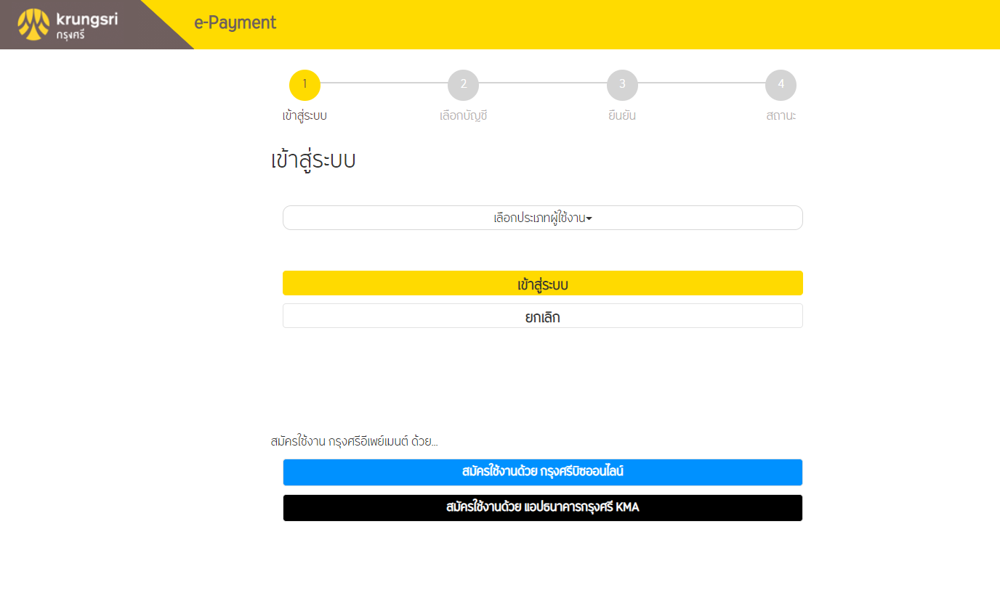 krungsri
กรุงศรี
e-Payment
1
2
3
4
เข้าสู่ระบบ
เลือกบัญชี
ยืนยัน
สถานะ
เข้าสู่ระบบ
เลือกประเภทผู้ใช้งาน
เข้าสู่ระบบ
ยกเลิก
สมัครใช้งาน กรุงศรีอีเพย์เมนต์ ด้วย...
สมัครใช้งานด้วย กรุงศรีบิซออนไลน์
สมัครใช้งานด้วย แอปธนาคารกรุงศรี KMA